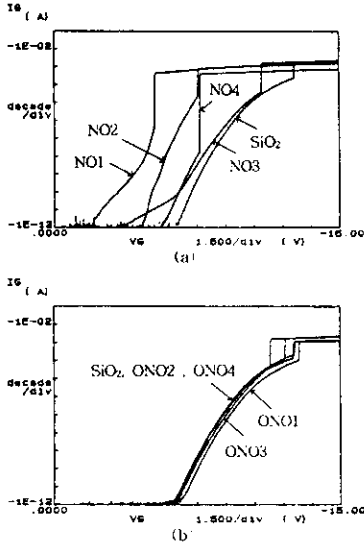 IG
( A)
-1E-02
decade
/div
NO1
NO2
NO4
SiO₂
NO3
-1E-12
.0000
VG
1.500/div
( V)
-15.00
(a)
IG
( A)
-1E-02
decade
/div
SiO₂, ONO2 , ONO4
ONO1
ONO3
-1E-12
.0000
VG
1.500/div
( V)
-15.00
(b)